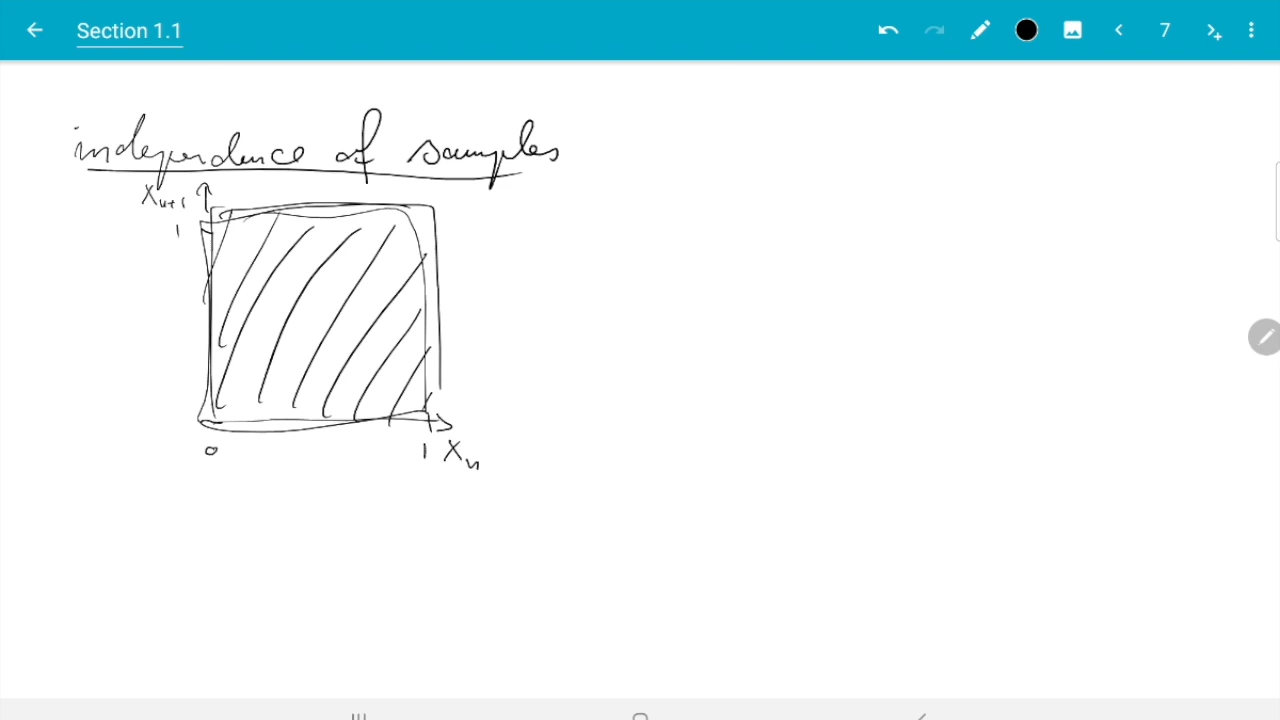 Section 1.1
7
independence of samples
Xn+1
1
0
1 Xn